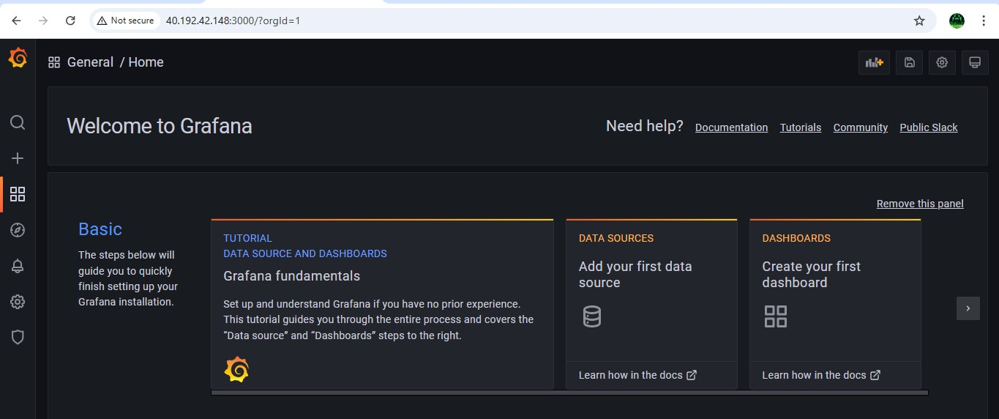 Not secure 40.192.42.148:3000/?orgId=1
General / Home
Welcome to Grafana
Need help? Documentation Tutorials Community Public Slack
Remove this panel
Basic
The steps below will
guide you to quickly
finish setting up your
Grafana installation.
TUTORIAL
DATA SOURCE AND DASHBOARDS
Grafana fundamentals
Set up and understand Grafana if you have no prior experience.
This tutorial guides you through the entire process and covers the
“Data source” and “Dashboards” steps to the right.
DATA SOURCES
Add your first data
source
Learn how in the docs
DASHBOARDS
Create your first
dashboard
Learn how in the docs